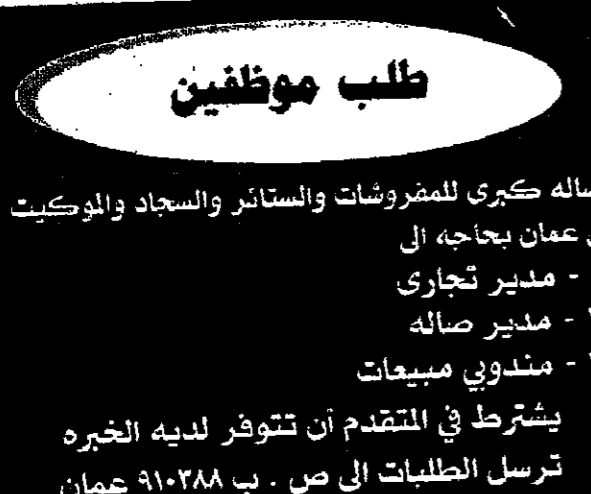 طلب موظفين
صاله كبرى للمفروشات والستائر والسجاد والموكيت
عمان بحاجه الى
- مدير تجارى
- مدير صاله
- مندوبي مبيعات
يشترط في المتقدم أن تتوفر لديه الخبره
ترسل الطلبات الى ص . ب ٩١٠٣٨٨ عمان